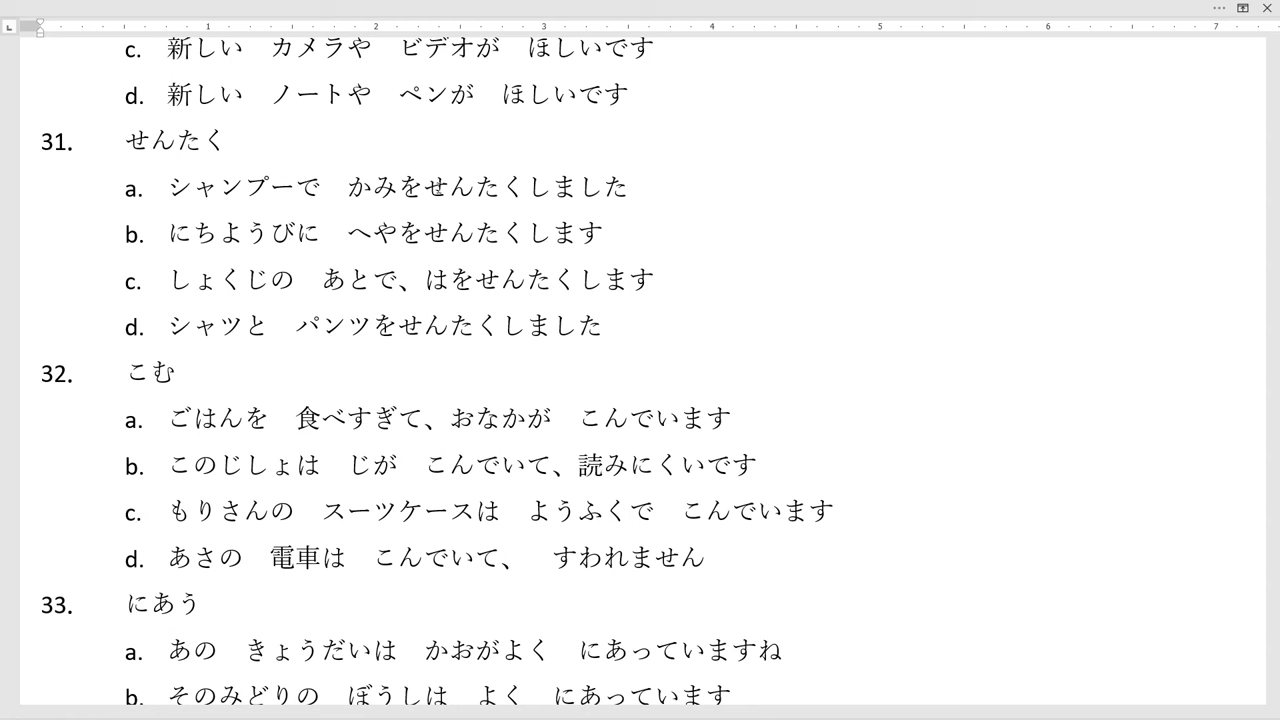 1 2 3 4 5 6 7
c. 新しい　カメラや　ビデオが　ほしいです
d. 新しい　ノートや　ペンが　ほしいです
31. せんたく
a. シャンプーで　かみをせんたくしました
b. にちようびに　へやをせんたくします
c. しょくじの　あとで、はをせんたくします
d. シャツと　パンツをせんたくしました
32. こむ
a. ごはんを　食べすぎて、おなかが　こんでいます
b. このじしょは　じが　こんでいて、読みにくいです
c. もりさんの　スーツケースは　ようふくで　こんでいます
d. あさの　電車は　こんでいて、　すわれません
33. にあう
a. あの　きょうだいは　かおがよく　にあっていますね
b. そのみどりの　ぼうしは　よく　にあっています